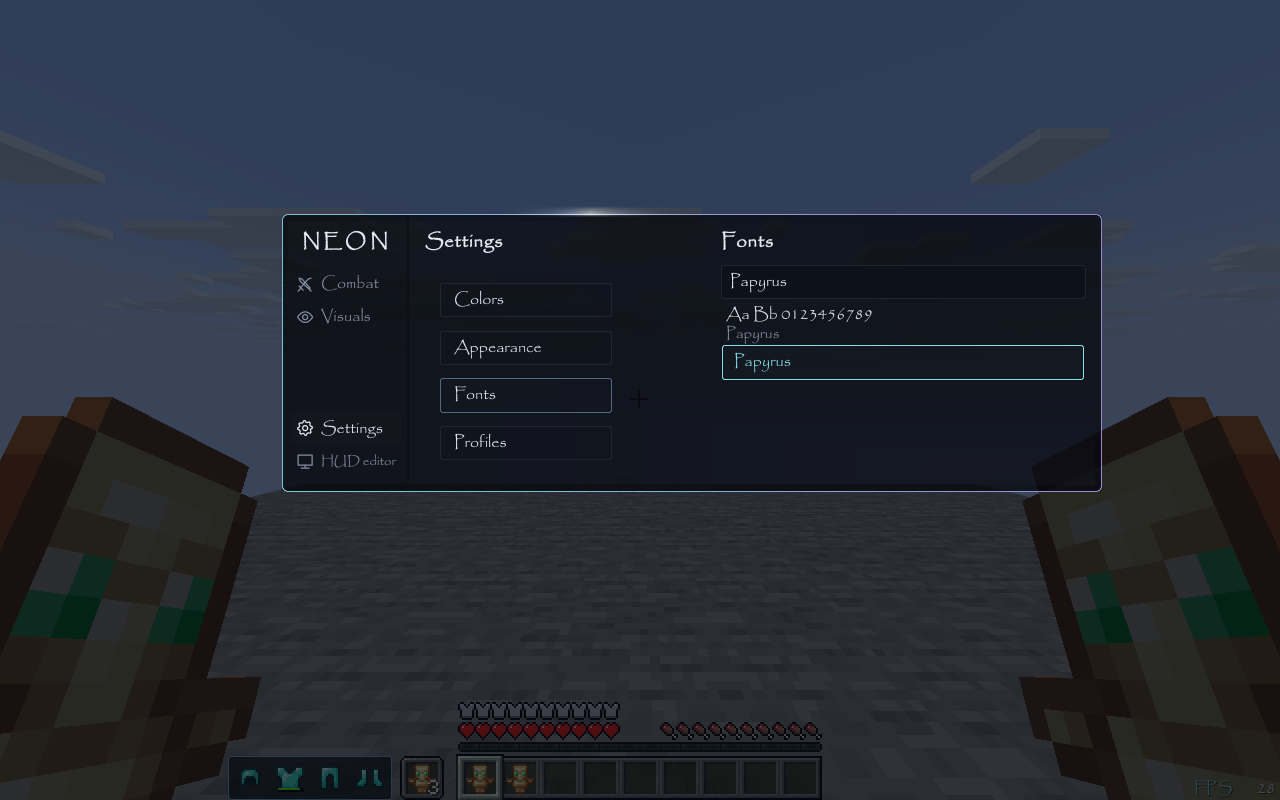 NEON
Combat
Visuals
Settings
HUD editor
Settings
Colors
Appearance
Fonts
Profiles
Fonts
Papyrus
Aa Bb 0123456789
Papyrus
Papyrus
3
FPS 28